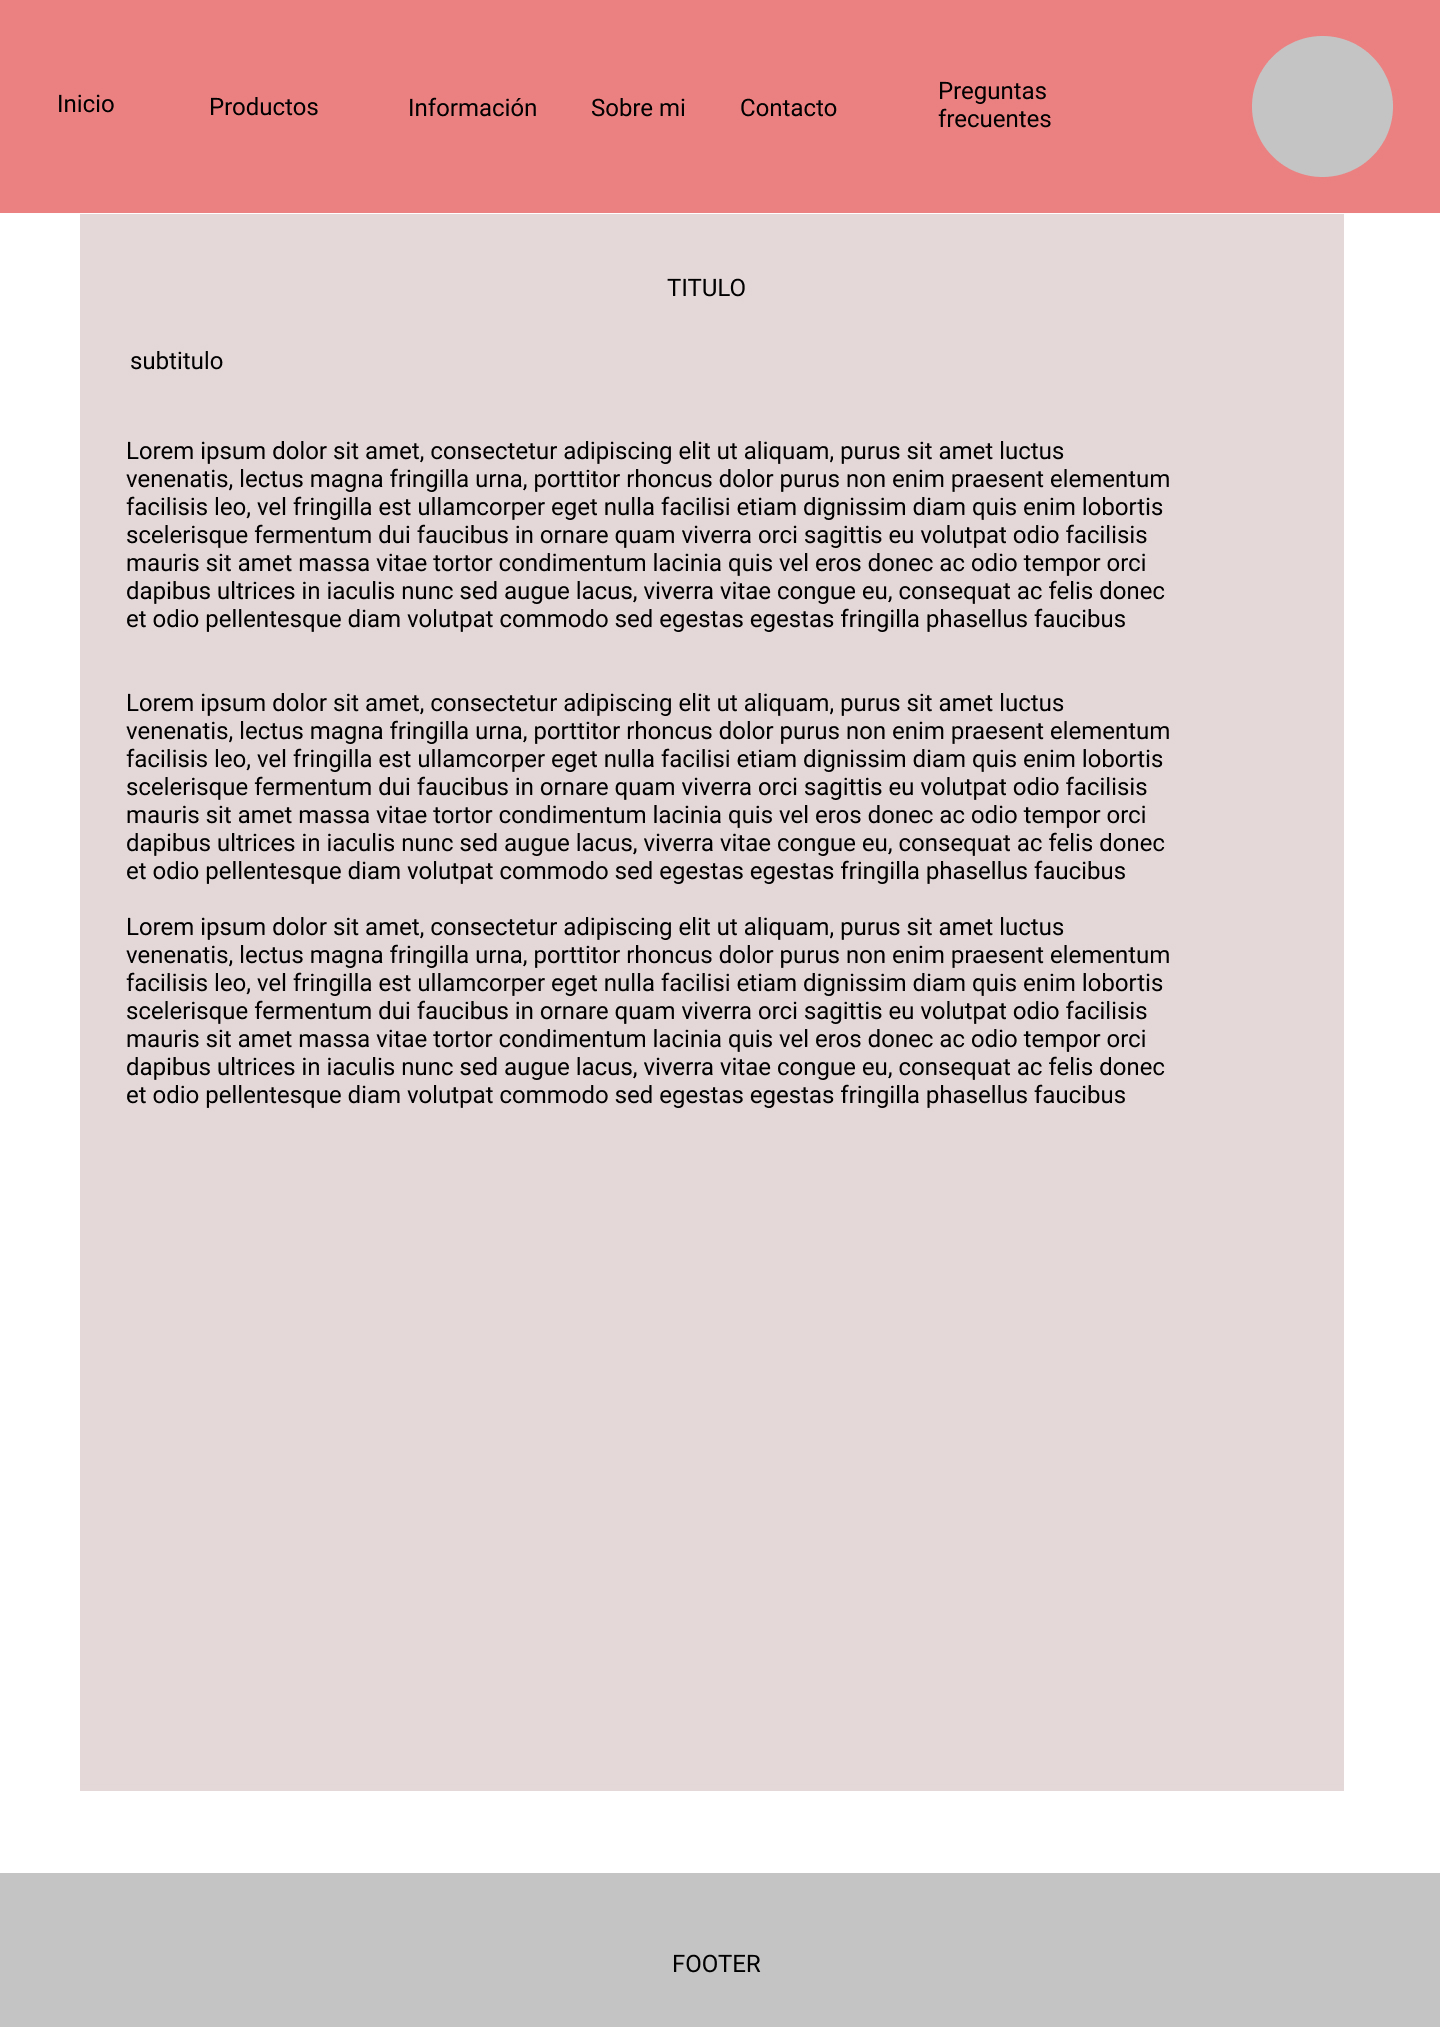 Inicio
Productos
Información
Sobre mi
Contacto
Preguntas
frecuentes
TITULO
subtitulo
Lorem ipsum dolor sit amet, consectetur adipiscing elit ut aliquam, purus sit amet luctus
venenatis, lectus magna fringilla urna, porttitor rhoncus dolor purus non enim praesent elementum
facilisis leo, vel fringilla est ullamcorper eget nulla facilisi etiam dignissim diam quis enim lobortis
scelerisque fermentum dui faucibus in ornare quam viverra orci sagittis eu volutpat odio facilisis
mauris sit amet massa vitae tortor condimentum lacinia quis vel eros donec ac odio tempor orci
dapibus ultrices in iaculis nunc sed augue lacus, viverra vitae congue eu, consequat ac felis donec
et odio pellentesque diam volutpat commodo sed egestas egestas fringilla phasellus faucibus
Lorem ipsum dolor sit amet, consectetur adipiscing elit ut aliquam, purus sit amet luctus
venenatis, lectus magna fringilla urna, porttitor rhoncus dolor purus non enim praesent elementum
facilisis leo, vel fringilla est ullamcorper eget nulla facilisi etiam dignissim diam quis enim lobortis
scelerisque fermentum dui faucibus in ornare quam viverra orci sagittis eu volutpat odio facilisis
mauris sit amet massa vitae tortor condimentum lacinia quis vel eros donec ac odio tempor orci
dapibus ultrices in iaculis nunc sed augue lacus, viverra vitae congue eu, consequat ac felis donec
et odio pellentesque diam volutpat commodo sed egestas egestas fringilla phasellus faucibus
Lorem ipsum dolor sit amet, consectetur adipiscing elit ut aliquam, purus sit amet luctus
venenatis, lectus magna fringilla urna, porttitor rhoncus dolor purus non enim praesent elementum
facilisis leo, vel fringilla est ullamcorper eget nulla facilisi etiam dignissim diam quis enim lobortis
scelerisque fermentum dui faucibus in ornare quam viverra orci sagittis eu volutpat odio facilisis
mauris sit amet massa vitae tortor condimentum lacinia quis vel eros donec ac odio tempor orci
dapibus ultrices in iaculis nunc sed augue lacus, viverra vitae congue eu, consequat ac felis donec
et odio pellentesque diam volutpat commodo sed egestas egestas fringilla phasellus faucibus
FOOTER